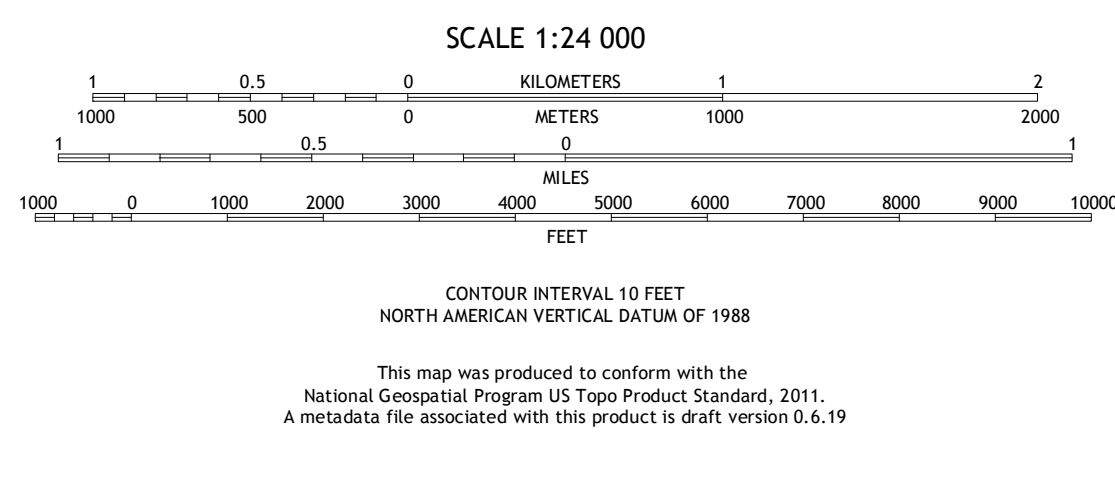 SCALE 1:24 000
1 0.5 0 KILOMETERS 1 2
1000 500 0 METERS 1000 2000
1 0.5 0 1
MILES
1000 0 1000 2000 3000 4000 5000 6000 7000 8000 9000 10000
FEET
CONTOUR INTERVAL 10 FEET
NORTH AMERICAN VERTICAL DATUM OF 1988
This map was produced to conform with the
National Geospatial Program US Topo Product Standard, 2011.
A metadata file associated with this product is draft version 0.6.19